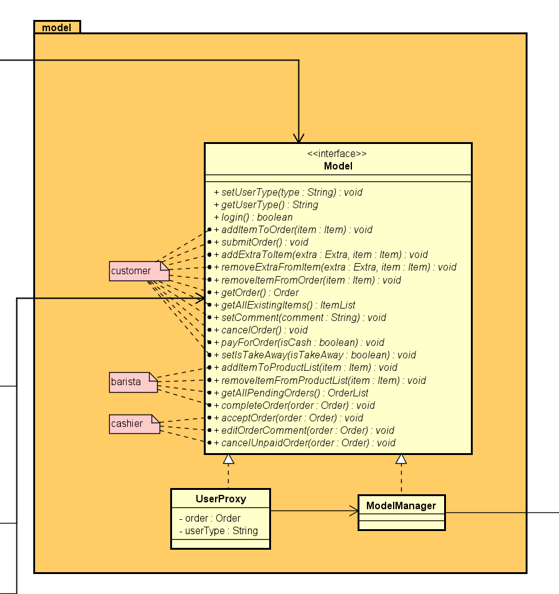 model
<<interface>>
Model
+ setUserType(type : String) : void
+ getUserType() : String
+ login() : boolean
+ addItemToOrder(item : Item) : void
+ submitOrder() : void
+ addExtraToItem(extra : Extra, item : Item) : void
+ removeExtraFromItem(extra : Extra, item : Item) : void
+ removeItemFromOrder(item : Item) : void
+ getOrder() : Order
+ getAllExistingItems() : ItemList
+ setComment(comment : String) : void
+ cancelOrder() : void
+ payForOrder(isCash : boolean) : void
+ setIsTakeAway(isTakeAway : boolean) : void
+ addItemToProductList(item : Item) : void
+ removeItemFromProductList(item : Item) : void
+ getAllPendingOrders() : OrderList
+ completeOrder(order : Order) : void
+ acceptOrder(order : Order) : void
+ editOrderComment(order : Order) : void
+ cancelUnpaidOrder(order : Order) : void
customer
barista
cashier
UserProxy
- order : Order
- userType : String
ModelManager